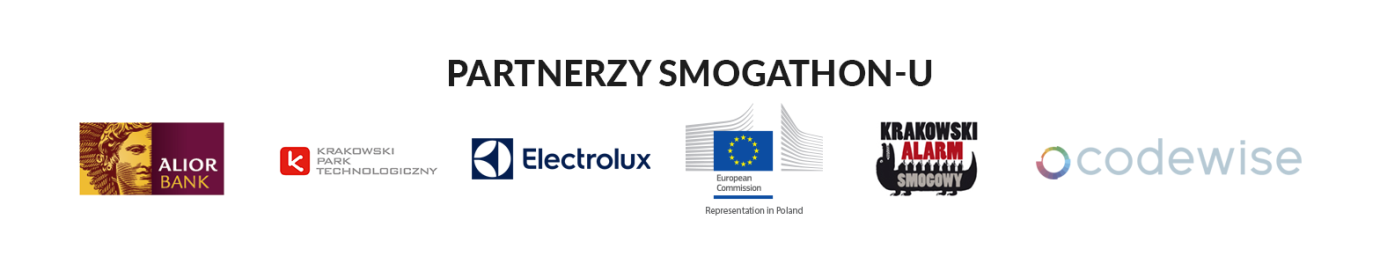 PARTNERZY SMOGATHON-U
ALIOR
BANK
KRAKOWSKI
PARK
TECHNOLOGICZNY
Electrolux
European
Commission
Representation in Poland
KRAKOWSKI
ALARM
SMOGOWY
codewise